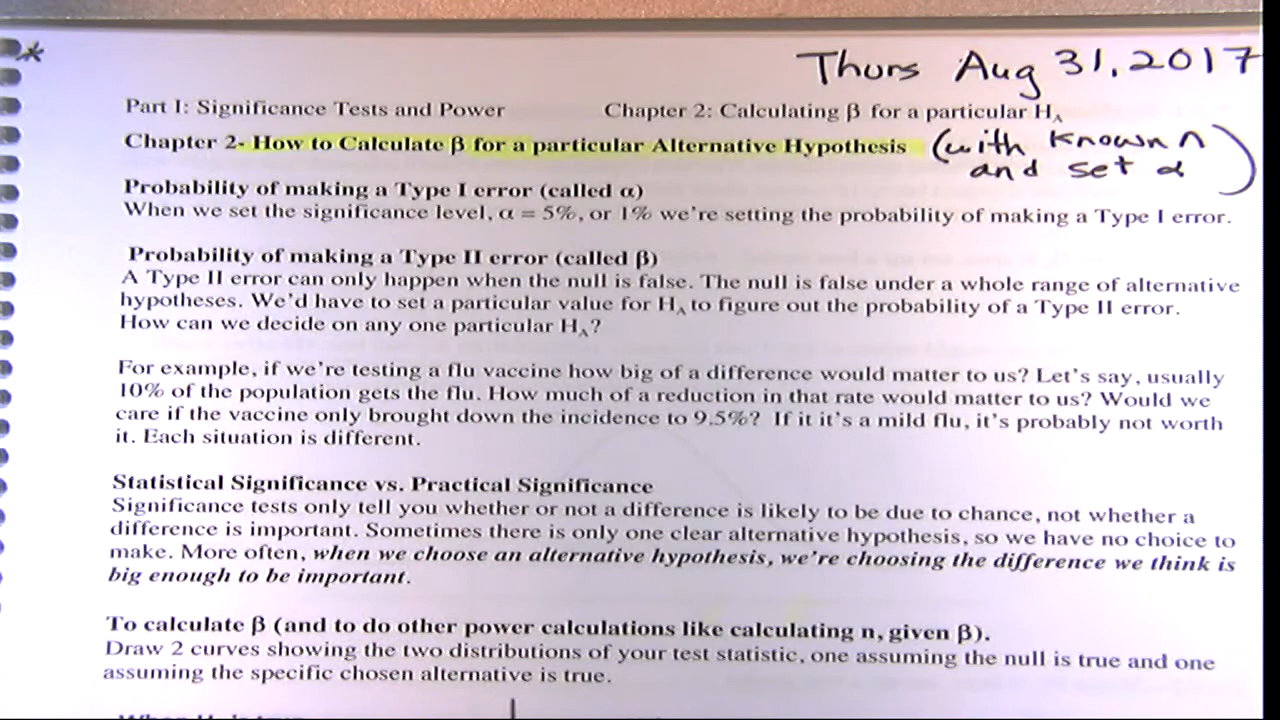 *
Thurs Aug 31, 2017
Part I: Significance Tests and Power Chapter 2: Calculating β for a particular H_A
Chapter 2- How to Calculate β for a particular Alternative Hypothesis (with known n and set α)
Probability of making a Type I error (called α)
When we set the significance level, α = 5%, or 1% we're setting the probability of making a Type I error.
Probability of making a Type II error (called β)
A Type II error can only happen when the null is false. The null is false under a whole range of alternative
hypotheses. We'd have to set a particular value for H_A to figure out the probability of a Type II error.
How can we decide on any one particular H_A?
For example, if we're testing a flu vaccine how big of a difference would matter to us? Let's say, usually
10% of the population gets the flu. How much of a reduction in that rate would matter to us? Would we
care if the vaccine only brought down the incidence to 9.5%? If it it's a mild flu, it's probably not worth
it. Each situation is different.
Statistical Significance vs. Practical Significance
Significance tests only tell you whether or not a difference is likely to be due to chance, not whether a
difference is important. Sometimes there is only one clear alternative hypothesis, so we have no choice to
make. More often, when we choose an alternative hypothesis, we're choosing the difference we think is
big enough to be important.
To calculate β (and to do other power calculations like calculating n, given β).
Draw 2 curves showing the two distributions of your test statistic, one assuming the null is true and one
assuming the specific chosen alternative is true.